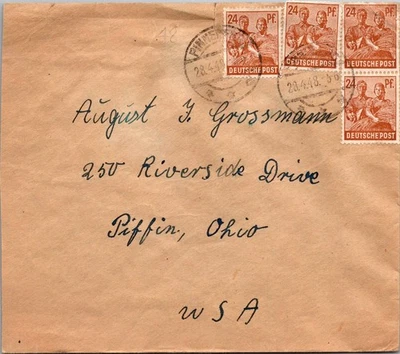 24 Pf.
DEUTSCHE POST
24 Pf.
DEUTSCHE POST
24 Pf.
DEUTSCHE POST
24 Pf.
DEUTSCHE POST
August J. Grossmann
250 Riverside Drive
Piffin, Ohio
USA